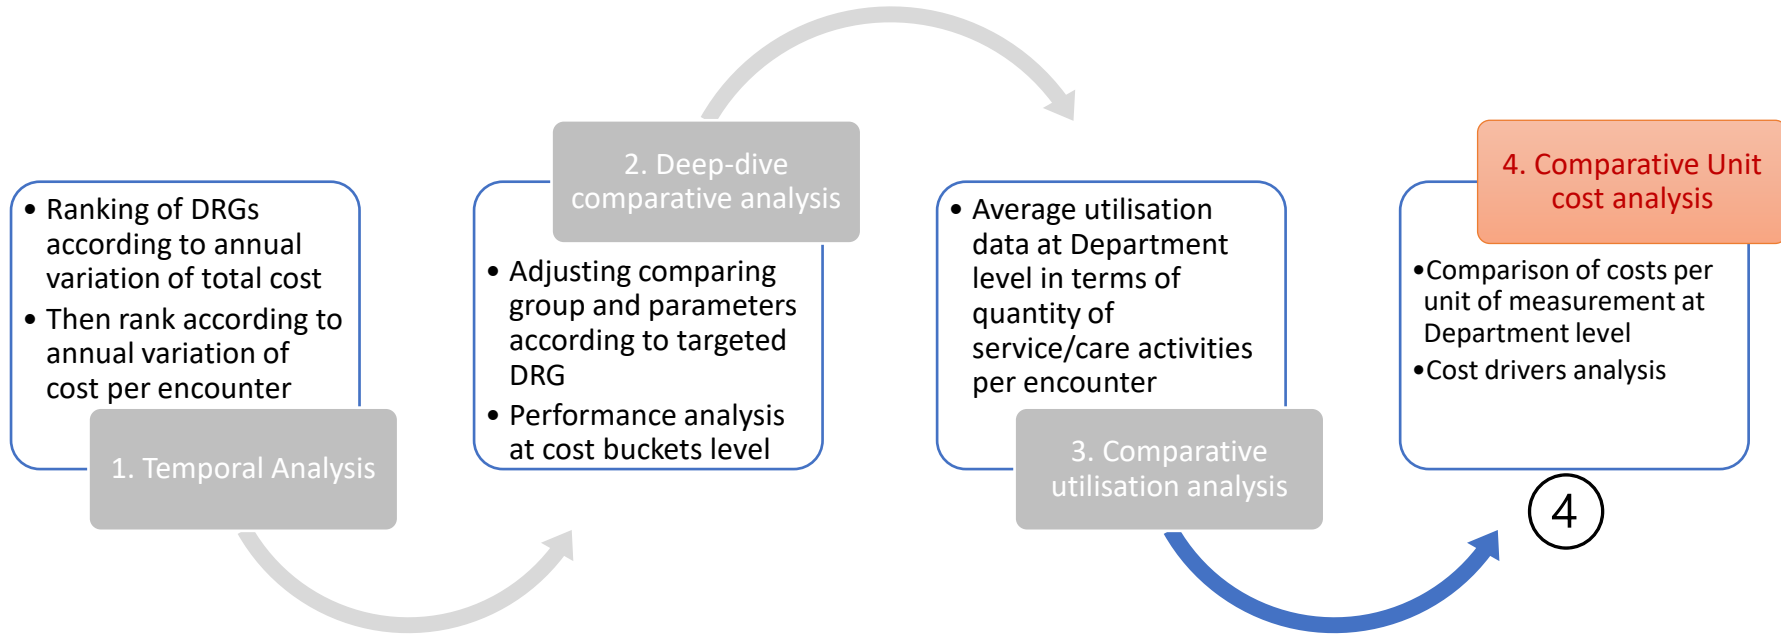 • Ranking of DRGs
according to annual
variation of total cost
• Then rank according to
annual variation of
cost per encounter
1. Temporal Analysis
2. Deep-dive
comparative analysis
• Adjusting comparing
group and parameters
according to targeted
DRG
• Performance analysis
at cost buckets level
• Average utilisation
data at Department
level in terms of
quantity of
service/care activities
per encounter
3. Comparative
utilisation analysis
4. Comparative Unit
cost analysis
•Comparison of costs per
unit of measurement at
Department level
•Cost drivers analysis
4